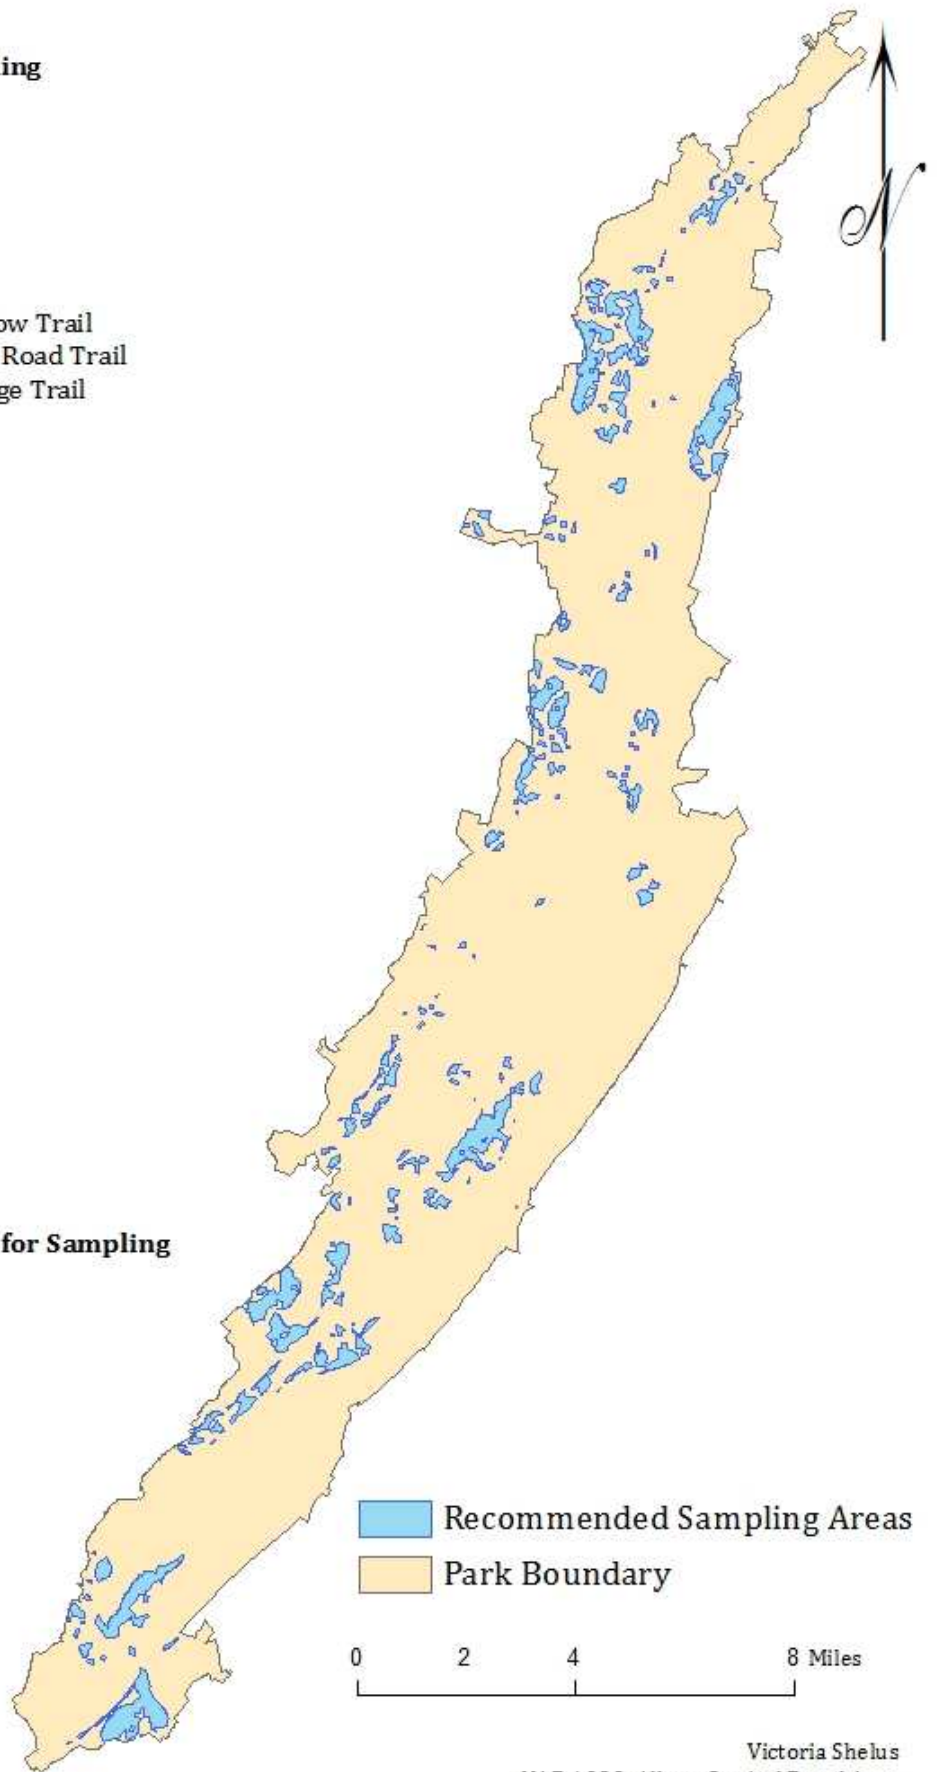 ing
N
ow Trail
Road Trail
ge Trail
for Sampling
Recommended Sampling Areas
Park Boundary
0 2 4 8 Miles
Victoria Shelus